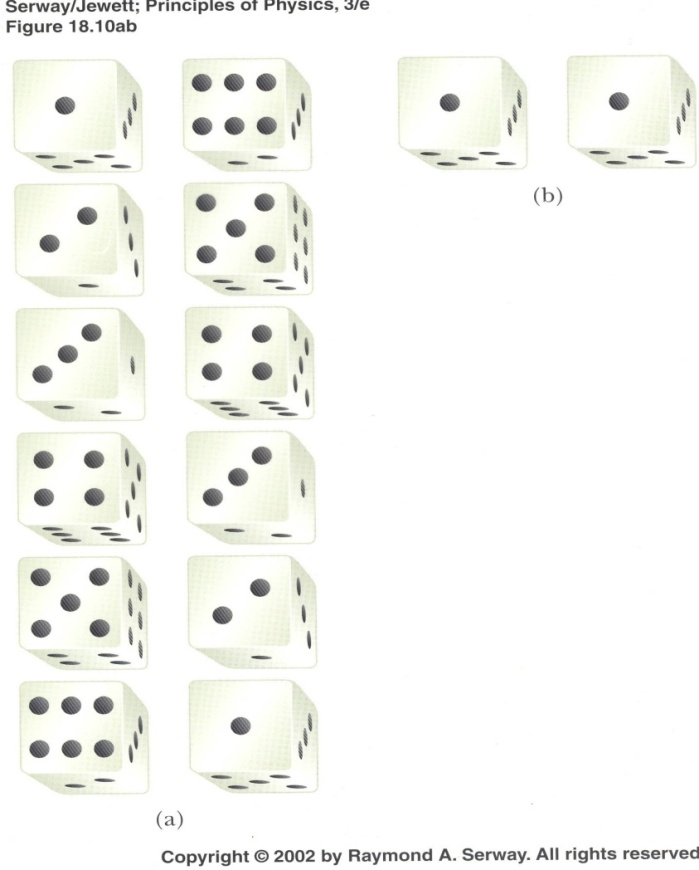 Serway/Jewett; Principles of Physics, 3/e
Figure 18.10ab
(b)
(a)
Copyright © 2002 by Raymond A. Serway. All rights reserved